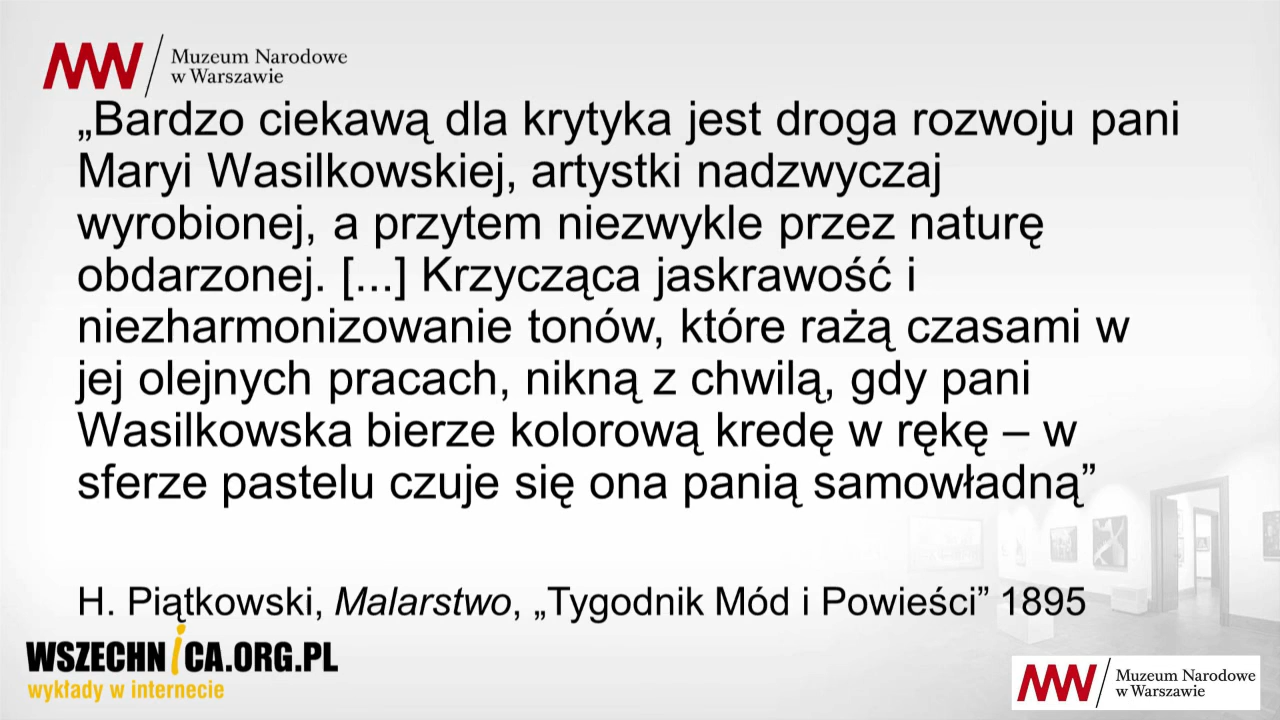 Muzeum Narodowe
w Warszawie
„Bardzo ciekawą dla krytyka jest droga rozwoju pani
Maryi Wasilkowskiej, artystki nadzwyczaj
wyrobionej, a przytem niezwykle przez naturę
obdarzonej. [...] Krzycząca jaskrawość i
niezharmonizowanie tonów, które rażą czasami w
jej olejnych pracach, nikną z chwilą, gdy pani
Wasilkowska bierze kolorową kredę w rękę – w
sferze pastelu czuje się ona panią samowładną”
H. Piątkowski, Malarstwo, „Tygodnik Mód i Powieści” 1895
WSZECHNICA.ORG.PL
wykłady w internecie
Muzeum Narodowe
w Warszawie